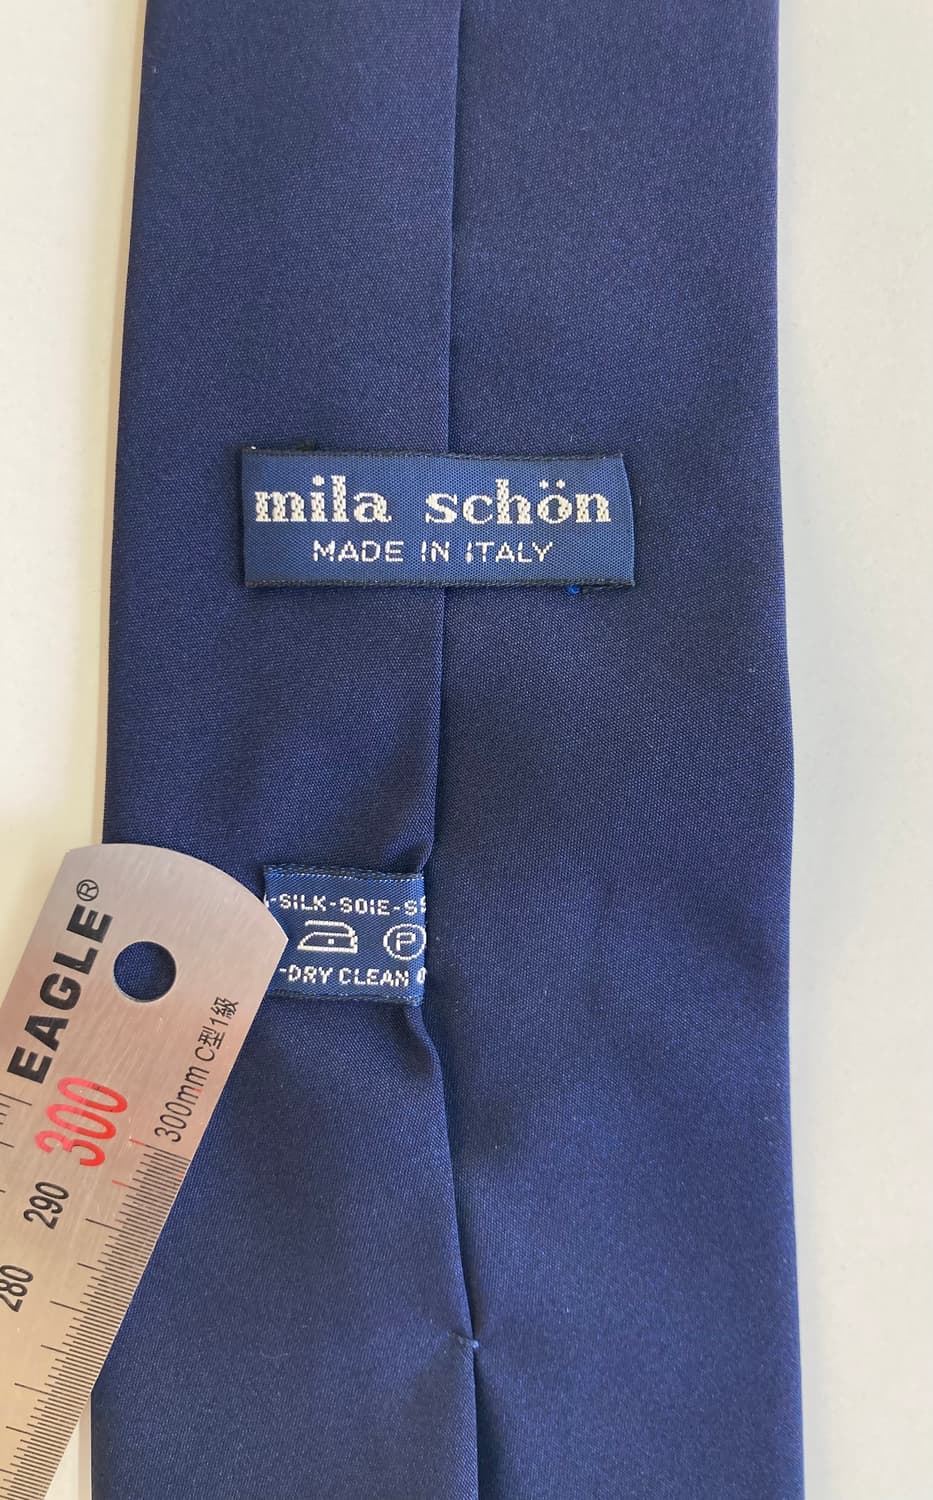 mila schön
MADE IN ITALY
-SILK-SOIE-
P
-DRY CLEAN
EAGLE®
300mm C型1級
300
290
280